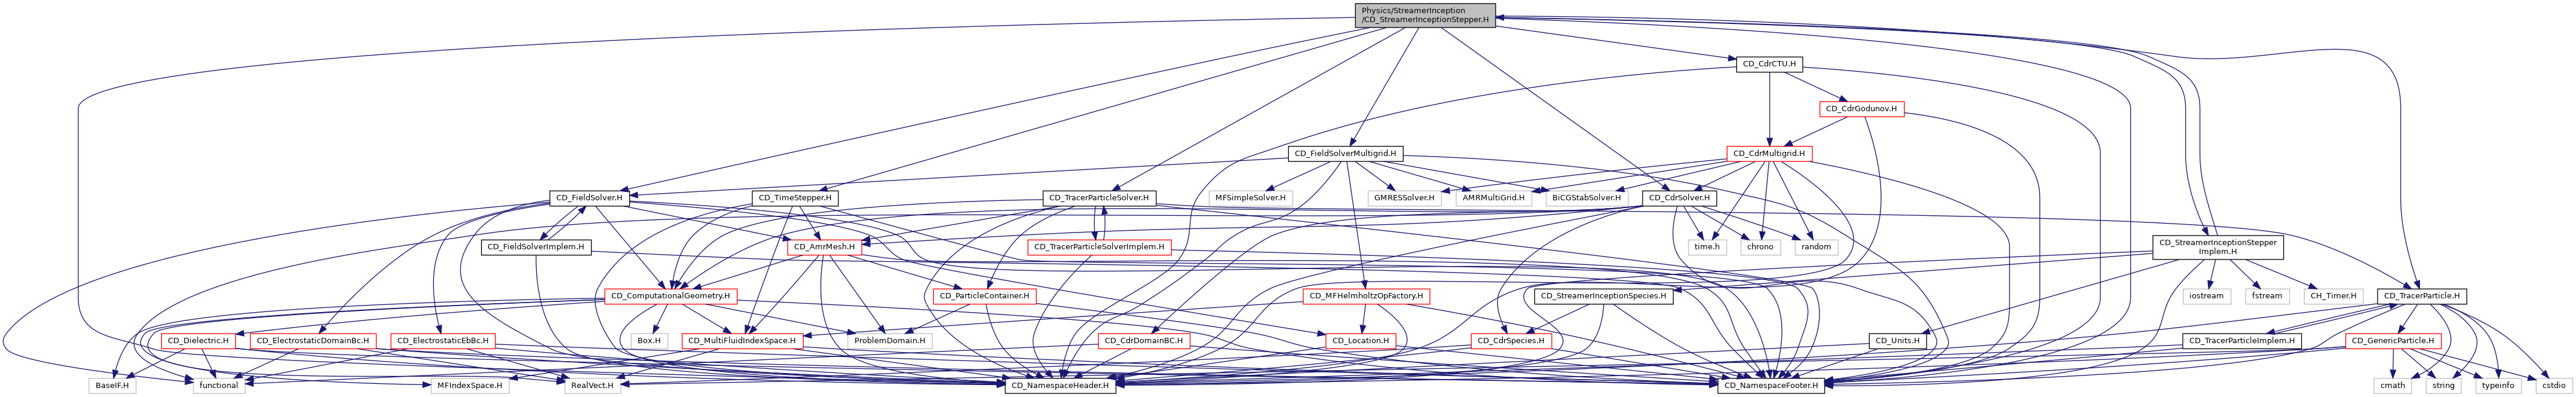 Physics/StreamerInception
/CD_StreamerInceptionStepper.H
CD_CdrCTU.H
CD_CdrGodunov.H
CD_FieldSolverMultigrid.H
CD_CdrMultigrid.H
CD_FieldSolver.H
CD_TimeStepper.H
CD_TracerParticleSolver.H
MFSimpleSolver.H
GMRESSolver.H
AMRMultiGrid.H
BiCGStabSolver.H
CD_CdrSolver.H
CD_FieldSolverImplem.H
CD_AmrMesh.H
CD_TracerParticleSolverImplem.H
time.h
chrono
random
CD_StreamerInceptionStepper
Implem.H
CD_ComputationalGeometry.H
CD_ParticleContainer.H
CD_MFHelmholtzOpFactory.H
CD_StreamerInceptionSpecies.H
iostream
fstream
CH_Timer.H
CD_TracerParticle.H
CD_Dielectric.H
CD_ElectrostaticDomainBc.H
CD_ElectrostaticEbBc.H
Box.H
CD_MultiFluidIndexSpace.H
ProblemDomain.H
CD_CdrDomainBC.H
CD_Location.H
CD_CdrSpecies.H
CD_Units.H
CD_TracerParticleImplem.H
CD_GenericParticle.H
BaseIF.H
functional
MFIndexSpace.H
RealVect.H
CD_NamespaceHeader.H
CD_NamespaceFooter.H
cmath
string
typeinfo
cstdio